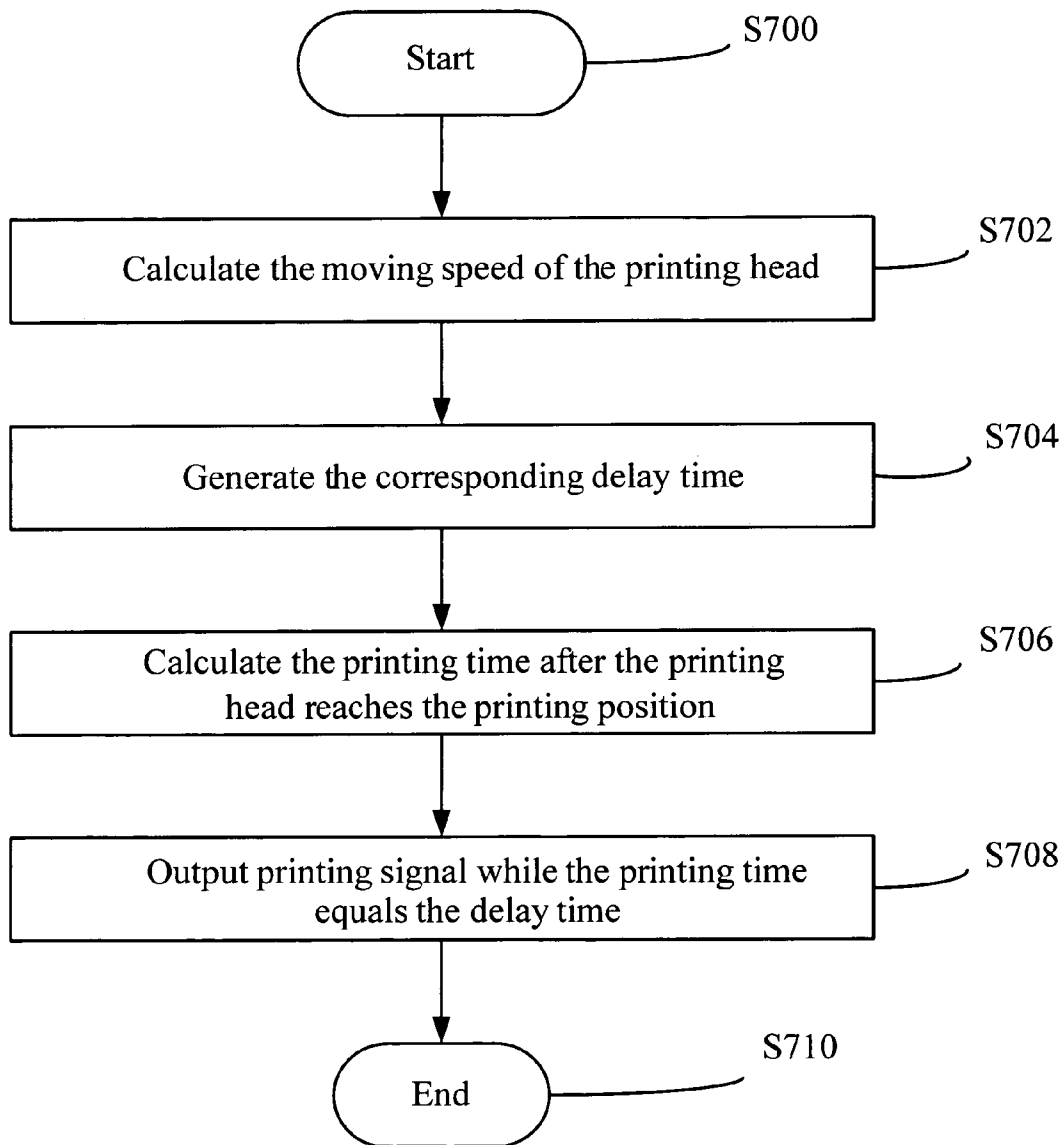 Start
S700
Calculate the moving speed of the printing head
S702
Generate the corresponding delay time
S704
Calculate the printing time after the printing
head reaches the printing position
S706
Output printing signal while the printing time
equals the delay time
S708
End
S710